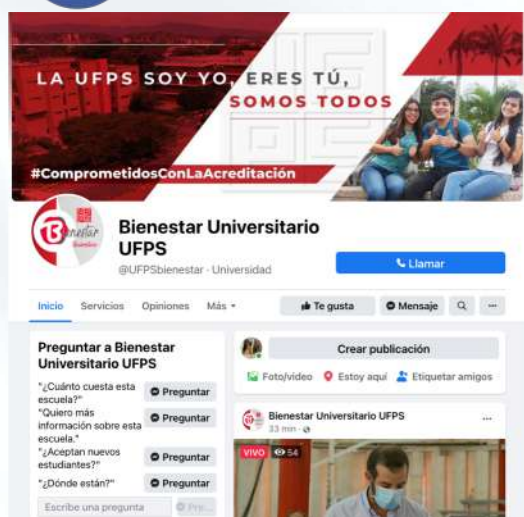 LA UFPS SOY YO, ERES TÚ,
SOMOS TODOS
#ComprometidosConLaAcreditación
Bienestar
Bienestar Universitario
UFPS
@UFPSbienestar · Universidad
Llamar
Inicio Servicios Opiniones Más
Te gusta Mensaje
Preguntar a Bienestar
Universitario UFPS
"¿Cuánto cuesta esta
escuela?"
Preguntar
"Quiero más
información sobre esta
escuela."
Preguntar
"¿Aceptan nuevos
estudiantes?"
Preguntar
"¿Dónde están?"
Preguntar
Escribe una pregunta
Pre...
Crear publicación
Foto/video Estoy aquí Etiquetar amigos
Bienestar Universitario UFPS
33 min ·
VIVO 54